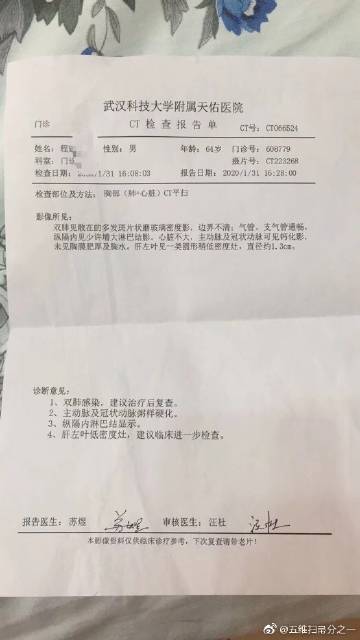 武汉科技大学附属天佑医院
CT检查报告单
门诊 CT号: CT066524
姓名: 程 性别: 男 年龄: 64岁 门诊号: 608779
科室: 门诊 摄片号: CT223268
检查日期: 2020/1/31 16:08:03 报告日期: 2020/1/31 16:28:00
检查部位及方法: 胸部(肺+心脏)CT平扫
影像所见:
双肺见散在的多发斑片状磨玻璃密度影, 边界不清; 气管, 支气管通畅,
纵隔内见少许增大淋巴结影。心脏不大, 主动脉及冠状动脉可见钙化影,
未见胸膜肥厚及胸水。肝左叶见一类圆形稍低密度灶, 直径约1.3cm。
诊断意见:
1、双肺感染, 建议治疗后复查。
2、主动脉及冠状动脉粥样硬化。
3、纵隔内淋巴结显示。
4、肝左叶低密度灶, 建议临床进一步检查。
报告医生: 苏煜 苏煜 审核医生: 汪杜 汪杜
本影像资料仅供临床诊疗参考, 下次复查请带老片!
@五维扫帚分之一